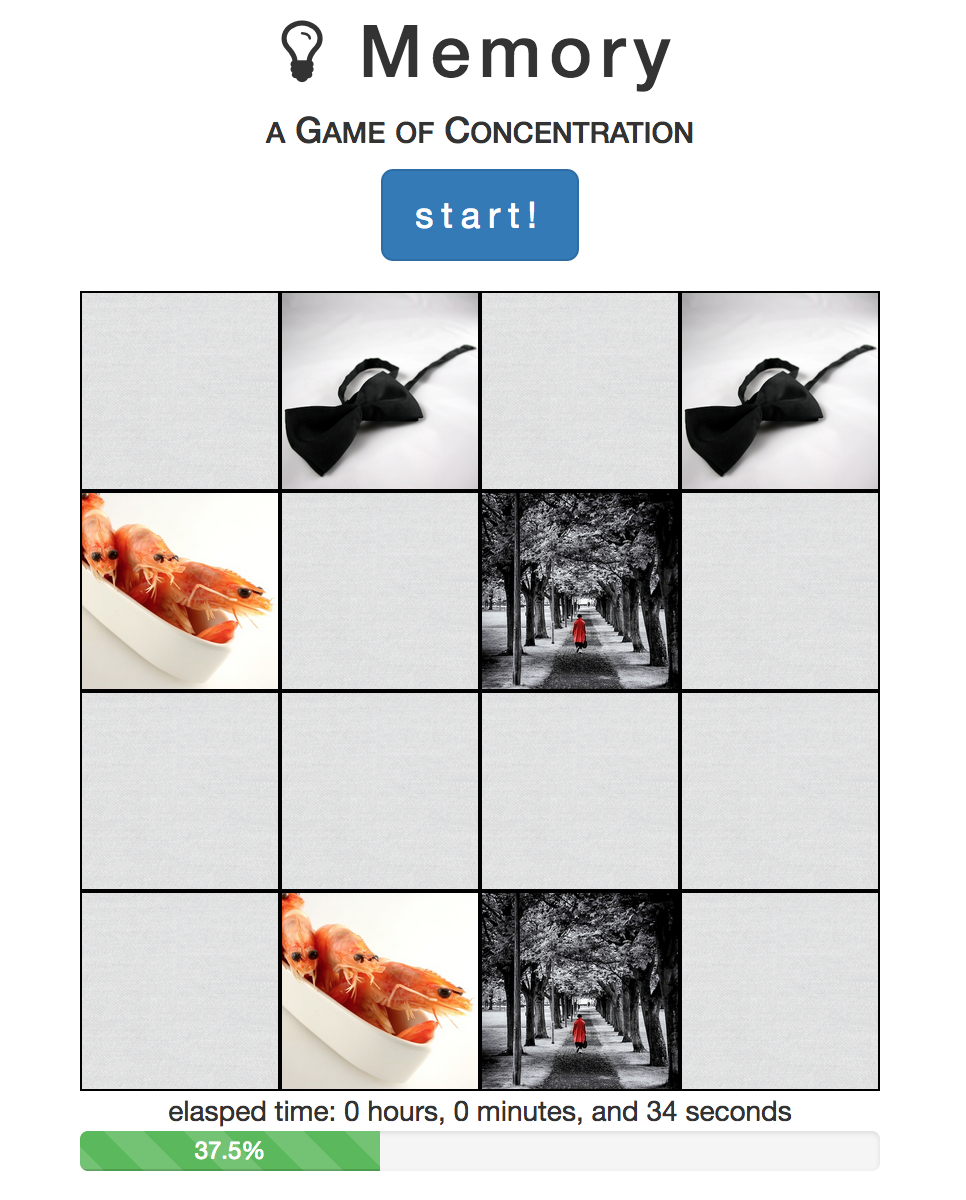 Memory
A GAME OF CONCENTRATION
start!
elasped time: 0 hours, 0 minutes, and 34 seconds
37.5%